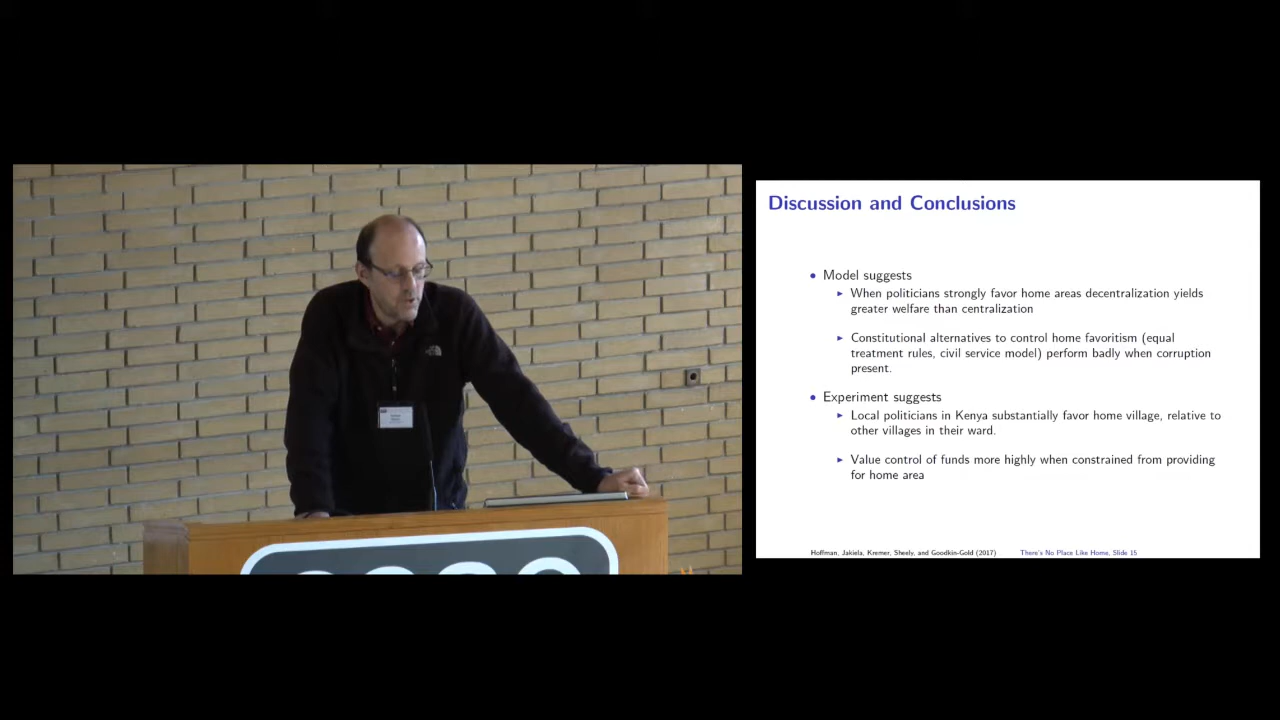 Discussion and Conclusions
• Model suggests
► When politicians strongly favor home areas decentralization yields
greater welfare than centralization
► Constitutional alternatives to control home favoritism (equal
treatment rules, civil service model) perform badly when corruption
present.
• Experiment suggests
► Local politicians in Kenya substantially favor home village, relative to
other villages in their ward.
► Value control of funds more highly when constrained from providing
for home area
Hoffman, Jakiela, Kremer, Sheely, and Goodkin-Gold (2017) There's No Place Like Home, Slide 15